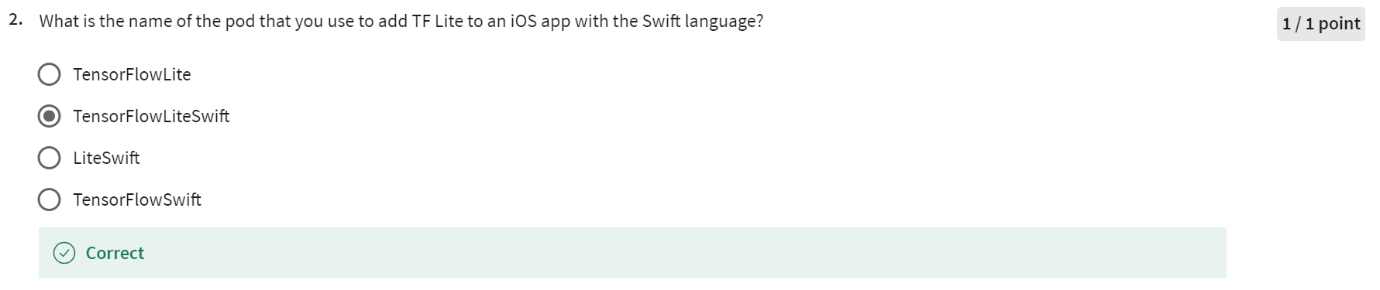 2. What is the name of the pod that you use to add TF Lite to an iOS app with the Swift language?
1 / 1 point
TensorFlowLite
TensorFlowLiteSwift
LiteSwift
TensorFlowSwift
Correct